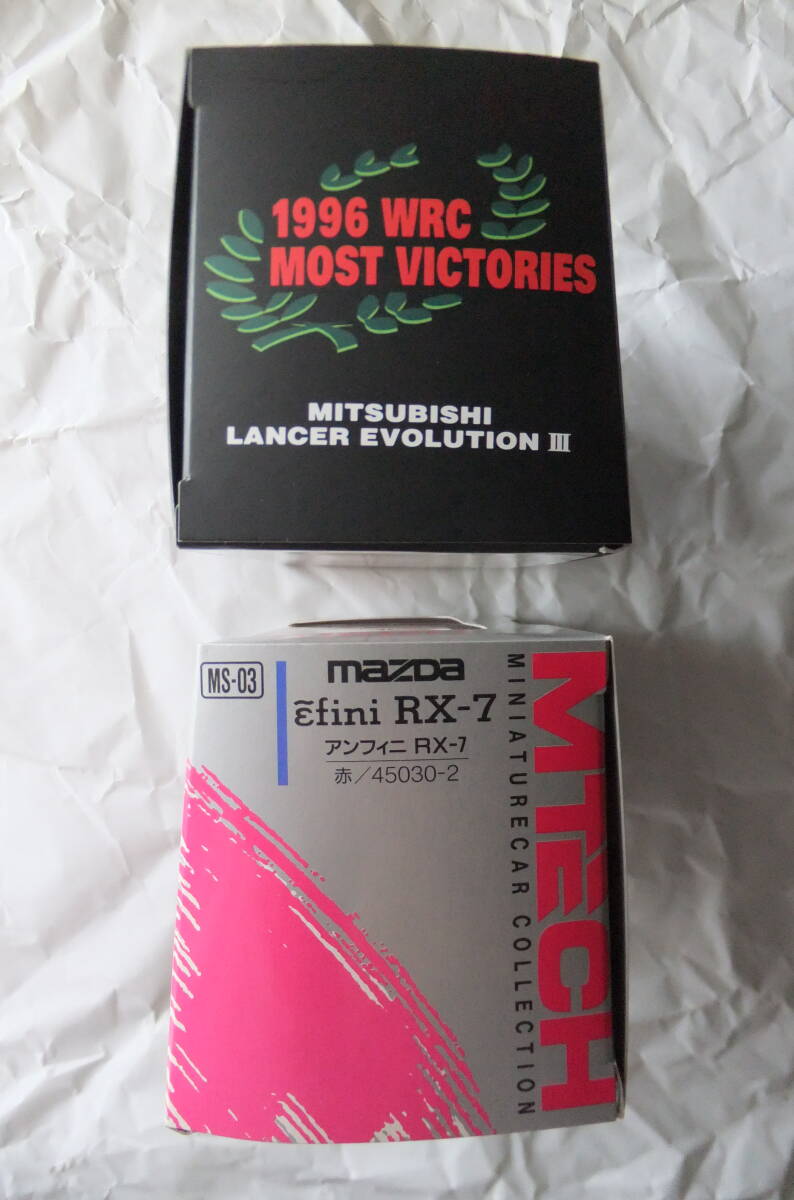 1996 WRC
MOST VICTORIES
MITSUBISHI
LANCER EVOLUTION III
MS-03
mazda
ẽfini RX-7
アンフィニ RX-7
赤/45030-2
MTECH
MINIATURECAR COLLECTION